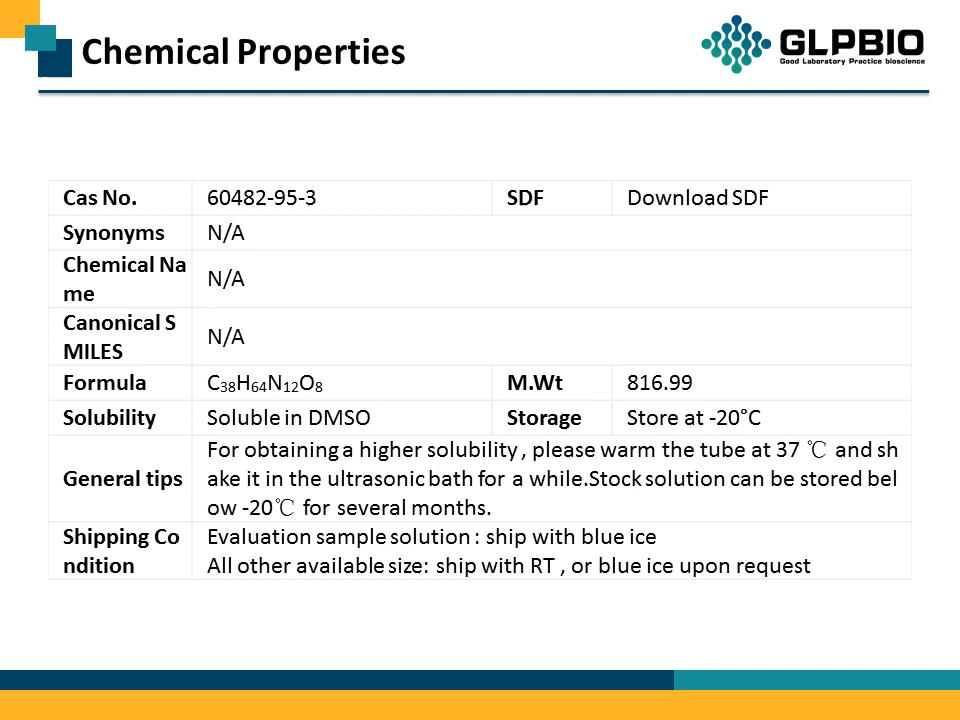 Chemical Properties
GLPBIO
Good Laboratory Practice bioscience
Cas No. 60482-95-3 SDF Download SDF
Synonyms N/A
Chemical Na
me
N/A
Canonical S
MILES
N/A
Formula C₃₈H₆₄N₁₂O₈ M.Wt 816.99
Solubility Soluble in DMSO Storage Store at -20°C
General tips
For obtaining a higher solubility , please warm the tube at 37 ℃ and sh
ake it in the ultrasonic bath for a while.Stock solution can be stored bel
ow -20℃ for several months.
Shipping Co
ndition
Evaluation sample solution : ship with blue ice
All other available size: ship with RT , or blue ice upon request